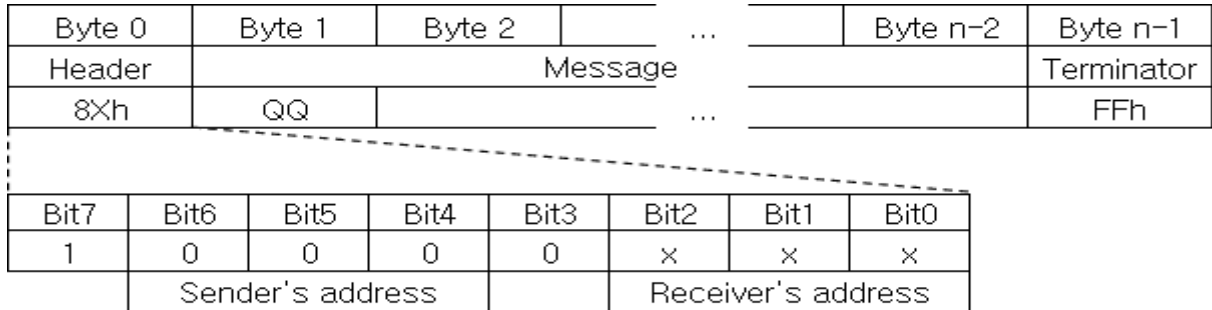 Byte 0 Byte 1 Byte 2 ... Byte n-2 Byte n-1
Header Message Terminator
8Xh QQ ... FFh
Bit7 Bit6 Bit5 Bit4 Bit3 Bit2 Bit1 Bit0
1 0 0 0 0 x x x
Sender's address Receiver's address